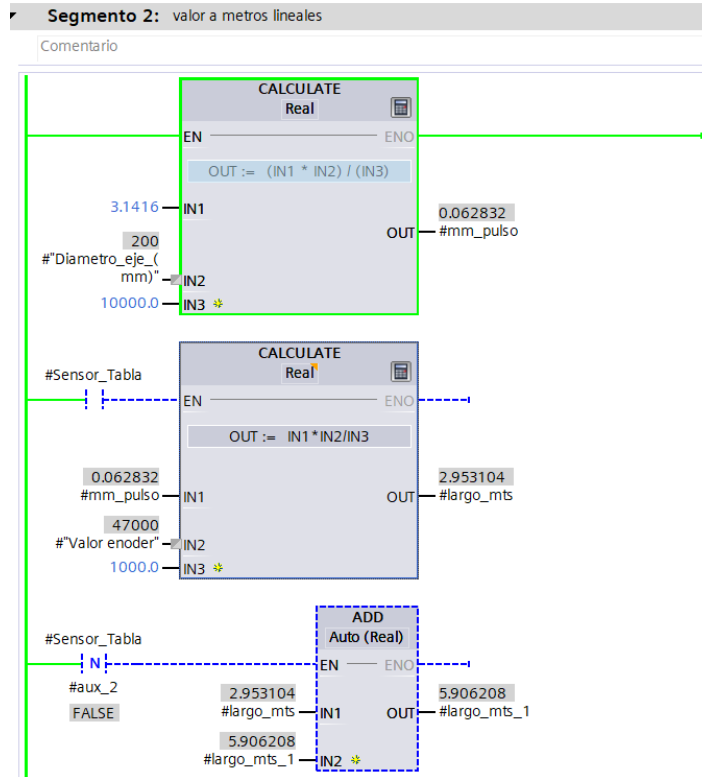 Segmento 2: valor a metros lineales
Comentario
CALCULATE
Real
EN
ENO
OUT := (IN1 * IN2) / (IN3)
3.1416
IN1
0.062832
OUT
#mm_pulso
200
#"Diametro_eje_(
mm)"
IN2
10000.0
IN3
CALCULATE
Real
#Sensor_Tabla
EN
ENO
OUT := IN1*IN2/IN3
0.062832
#mm_pulso
IN1
2.953104
OUT
#largo_mts
47000
#"Valor enoder"
IN2
1000.0
IN3
ADD
Auto (Real)
#Sensor_Tabla
N
EN
ENO
#aux_2
FALSE
2.953104
#largo_mts
IN1
5.906208
OUT
#largo_mts_1
5.906208
#largo_mts_1
IN2